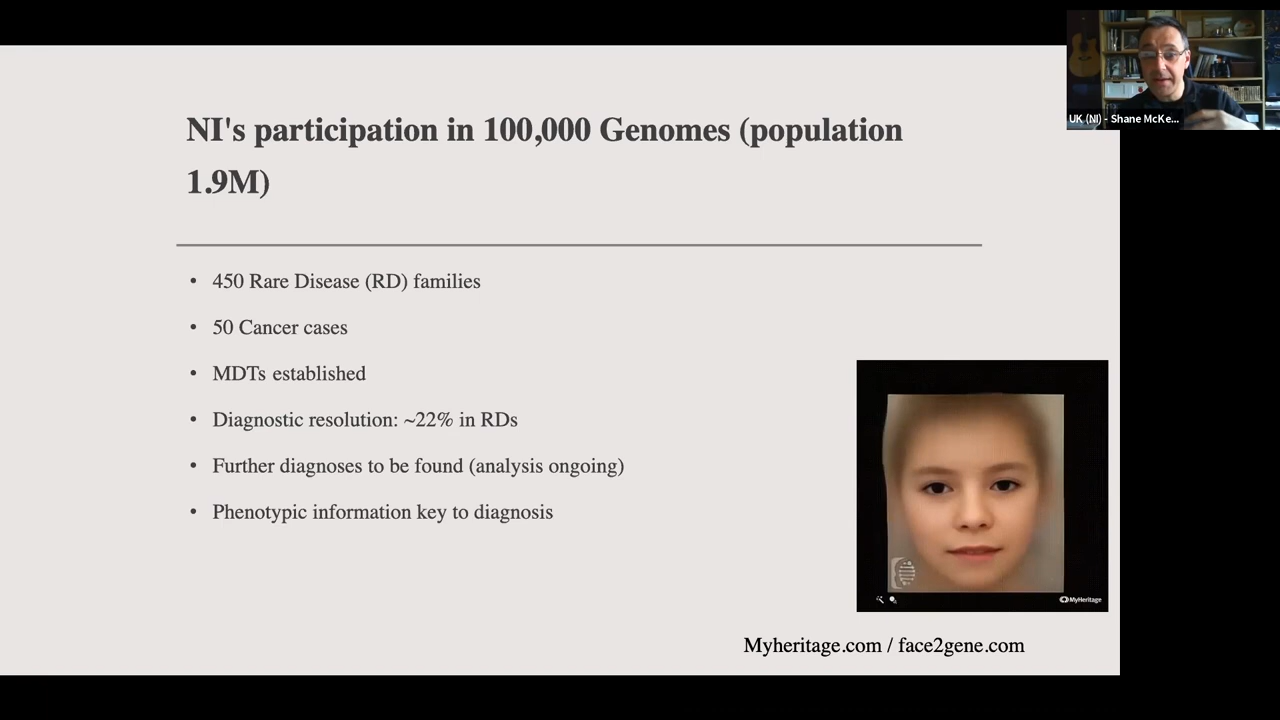 UK (NI) - Shane McKe...
NI's participation in 100,000 Genomes (population
1.9M)
• 450 Rare Disease (RD) families
• 50 Cancer cases
• MDTs established
• Diagnostic resolution: ~22% in RDs
• Further diagnoses to be found (analysis ongoing)
• Phenotypic information key to diagnosis
MyHeritage
Myheritage.com / face2gene.com